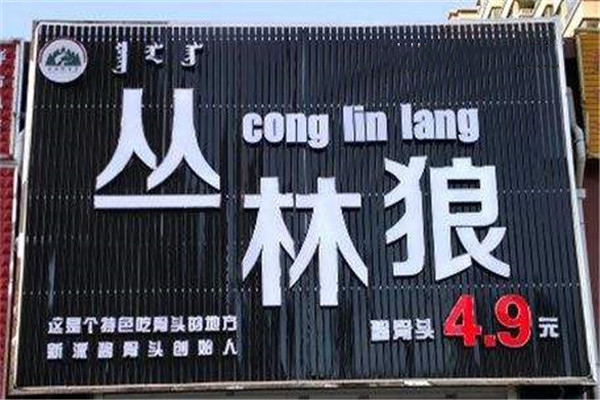 cong lin lang
丛林狼
这是个特色吃骨头的地方
新派酱骨头创始人
酱骨头4.9元